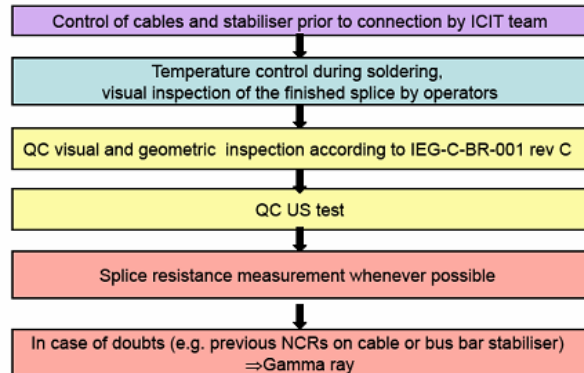 Control of cables and stabiliser prior to connection by ICIT team
Temperature control during soldering,
visual inspection of the finished splice by operators
QC visual and geometric inspection according to IEG-C-BR-001 rev C
QC US test
Splice resistance measurement whenever possible
In case of doubts (e.g. previous NCRs on cable or bus bar stabiliser)
⇒Gamma ray